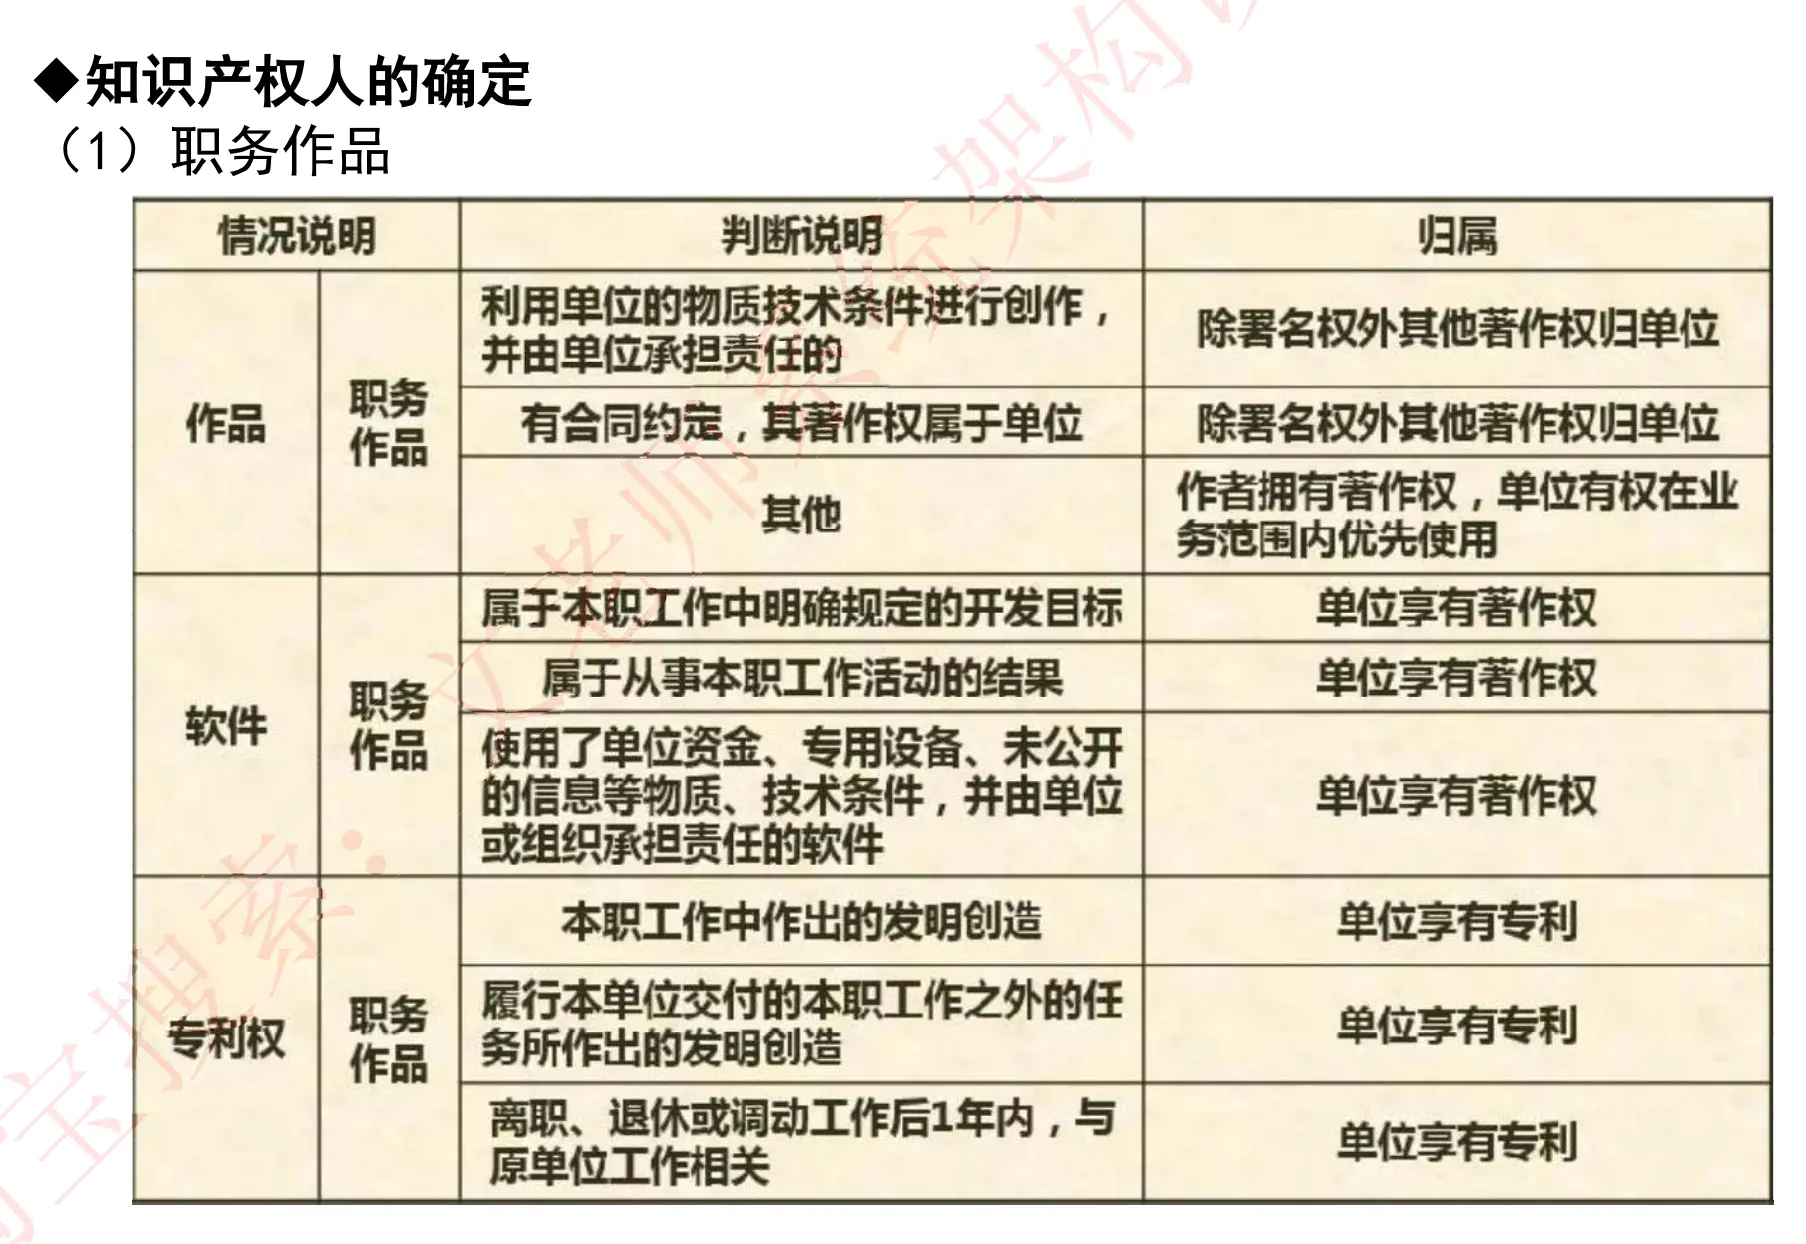 ◆知识产权人的确定
（1）职务作品
情况说明
判断说明
归属
作品
职务
作品
利用单位的物质技术条件进行创作，
并由单位承担责任的
除署名权外其他著作权归单位
有合同约定，其著作权属于单位
除署名权外其他著作权归单位
其他
作者拥有著作权，单位有权在业
务范围内优先使用
软件
职务
作品
属于本职工作中明确规定的开发目标
单位享有著作权
属于从事本职工作活动的结果
单位享有著作权
使用了单位资金、专用设备、未公开
的信息等物质、技术条件，并由单位
或组织承担责任的软件
单位享有著作权
专利权
职务
作品
本职工作中作出的发明创造
单位享有专利
履行本单位交付的本职工作之外的任
务所作出的发明创造
单位享有专利
离职、退休或调动工作后1年内，与
原单位工作相关
单位享有专利
宝搜索：文老师系统架构